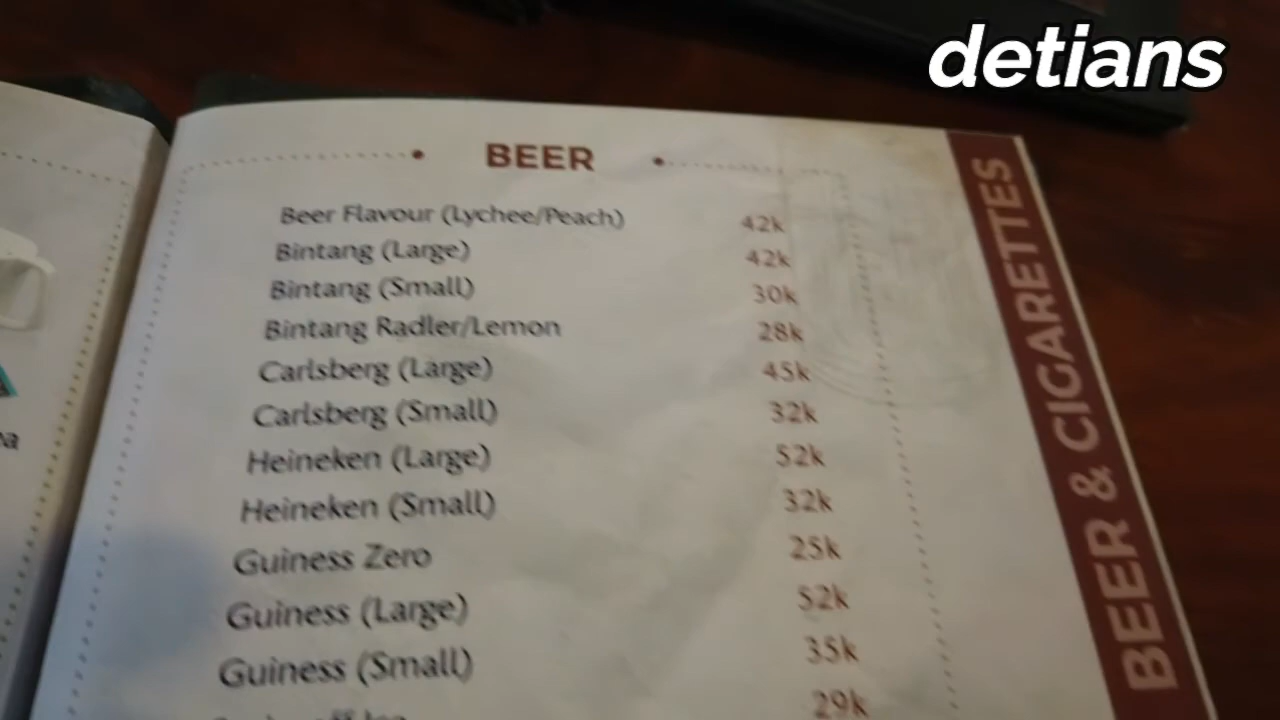 detians
BEER
Beer Flavour (Lychee/Peach) 42k
Bintang (Large) 42k
Bintang (Small) 30k
Bintang Radler/Lemon 28k
Carlsberg (Large) 45k
Carlsberg (Small) 32k
Heineken (Large) 52k
Heineken (Small) 32k
Guiness Zero 25k
Guiness (Large) 52k
Guiness (Small) 35k
29k
BEER & CIGARETTES